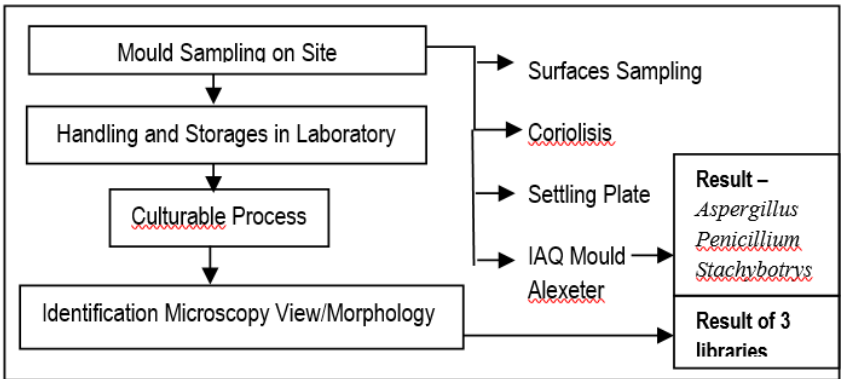 Mould Sampling on Site
Handling and Storages in Laboratory
Culturable Process
Identification Microscopy View/Morphology
Surfaces Sampling
Coriolisis
Settling Plate
IAQ Mould
Alexeter
Result –
Aspergillus
Penicillium
Stachybotrys
Result of 3
libraries